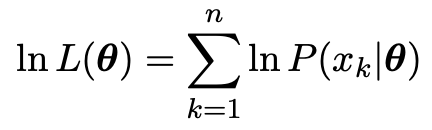 ln L(θ) = ∑_{k=1}^{n} ln P(x_k|θ)